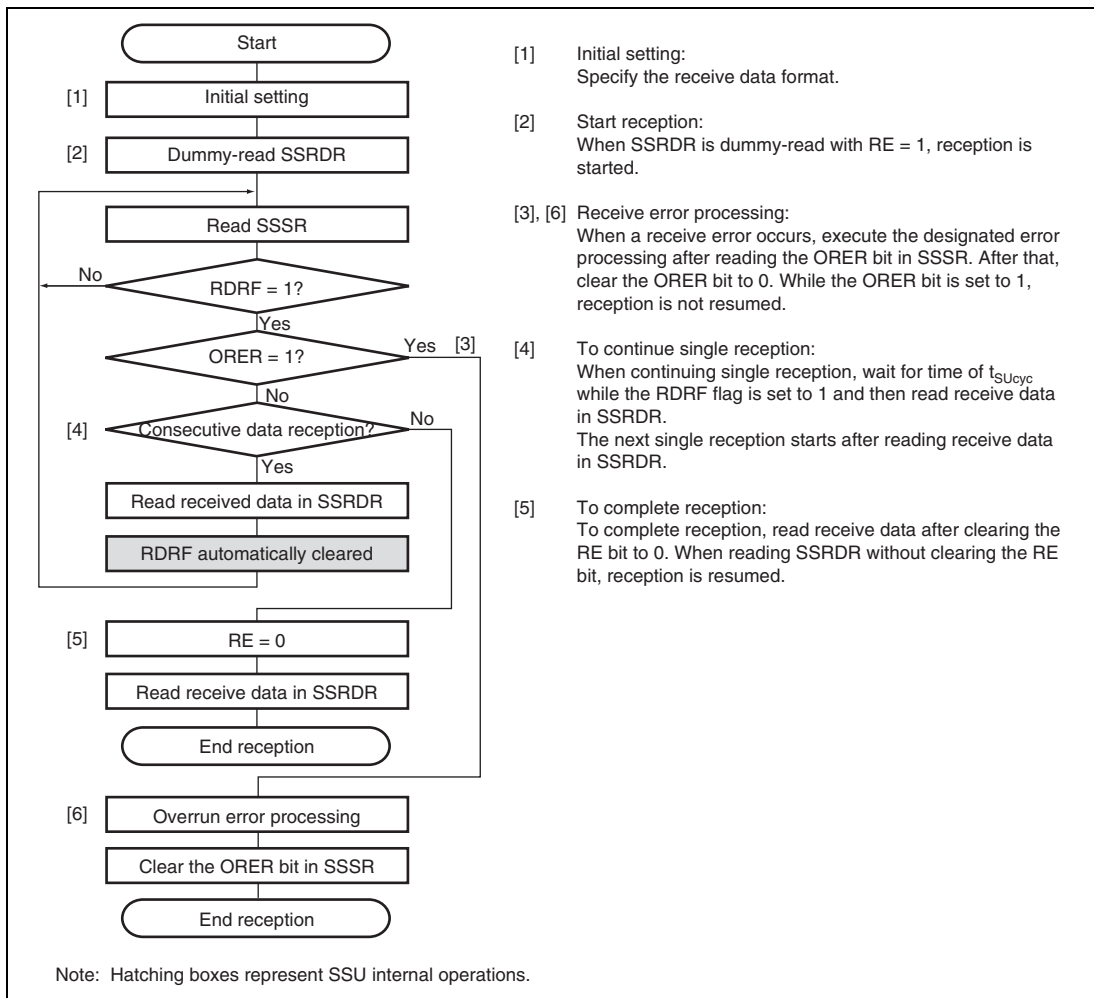 Start
[1] Initial setting
[2] Dummy-read SSRDR
Read SSSR
No
RDRF = 1?
Yes
ORER = 1?
Yes [3]
No
[4] Consecutive data reception?
No
Yes
Read received data in SSRDR
RDRF automatically cleared
[5] RE = 0
Read receive data in SSRDR
End reception
[6] Overrun error processing
Clear the ORER bit in SSSR
End reception
[1] Initial setting:
Specify the receive data format.
[2] Start reception:
When SSRDR is dummy-read with RE = 1, reception is
started.
[3], [6] Receive error processing:
When a receive error occurs, execute the designated error
processing after reading the ORER bit in SSSR. After that,
clear the ORER bit to 0. While the ORER bit is set to 1,
reception is not resumed.
[4] To continue single reception:
When continuing single reception, wait for time of tSUcyc
while the RDRF flag is set to 1 and then read receive data
in SSRDR.
The next single reception starts after reading receive data
in SSRDR.
[5] To complete reception:
To complete reception, read receive data after clearing the
RE bit to 0. When reading SSRDR without clearing the RE
bit, reception is resumed.
Note: Hatching boxes represent SSU internal operations.